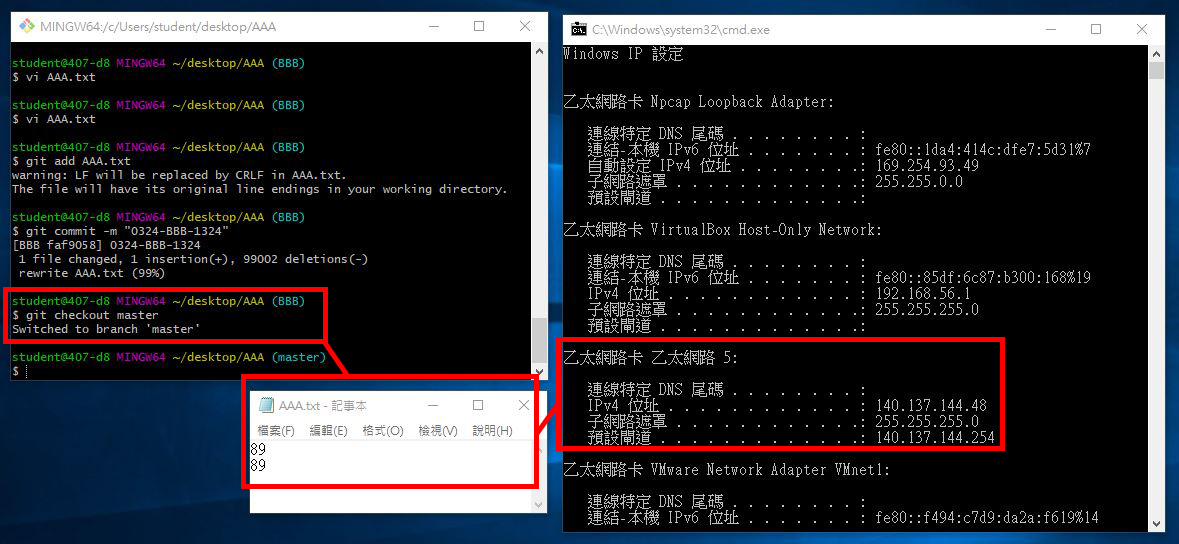 MINGW64:/c/Users/student/desktop/AAA
student@407-d8 MINGW64 ~/desktop/AAA (BBB)
$ vi AAA.txt
student@407-d8 MINGW64 ~/desktop/AAA (BBB)
$ vi AAA.txt
student@407-d8 MINGW64 ~/desktop/AAA (BBB)
$ git add AAA.txt
warning: LF will be replaced by CRLF in AAA.txt.
The file will have its original line endings in your working directory.
student@407-d8 MINGW64 ~/desktop/AAA (BBB)
$ git commit -m "0324-BBB-1324"
[BBB faf9058] 0324-BBB-1324
1 file changed, 1 insertion(+), 99002 deletions(-)
rewrite AAA.txt (99%)
student@407-d8 MINGW64 ~/desktop/AAA (BBB)
$ git checkout master
Switched to branch 'master'
student@407-d8 MINGW64 ~/desktop/AAA (master)
$
AAA.txt - 記事本
檔案(F) 編輯(E) 格式(O) 檢視(V) 說明(H)
89
89
C:\Windows\system32\cmd.exe
Windows IP 設定
乙太網路卡 Npcap Loopback Adapter:
連線特定 DNS 尾碼 . . . . . . . . :
連結-本機 IPv6 位址 . . . . . . . : fe80::1da4:414c:dfe7:5d31%7
自動設定 IPv4 位址 . . . . . . . . : 169.254.93.49
子網路遮罩 . . . . . . . . . . . . : 255.255.0.0
預設閘道 . . . . . . . . . . . . . :
乙太網路卡 VirtualBox Host-Only Network:
連線特定 DNS 尾碼 . . . . . . . . :
連結-本機 IPv6 位址 . . . . . . . : fe80::85df:6c87:b300:168%19
IPv4 位址 . . . . . . . . . . . . : 192.168.56.1
子網路遮罩 . . . . . . . . . . . . : 255.255.255.0
預設閘道 . . . . . . . . . . . . . :
乙太網路卡 乙太網路 5:
連線特定 DNS 尾碼 . . . . . . . . :
IPv4 位址 . . . . . . . . . . . . : 140.137.144.48
子網路遮罩 . . . . . . . . . . . . : 255.255.255.0
預設閘道 . . . . . . . . . . . . . : 140.137.144.254
乙太網路卡 VMware Network Adapter VMnet1:
連線特定 DNS 尾碼 . . . . . . . . :
連結-本機 IPv6 位址 . . . . . . . : fe80::f494:c7d9:da2a:f619%14